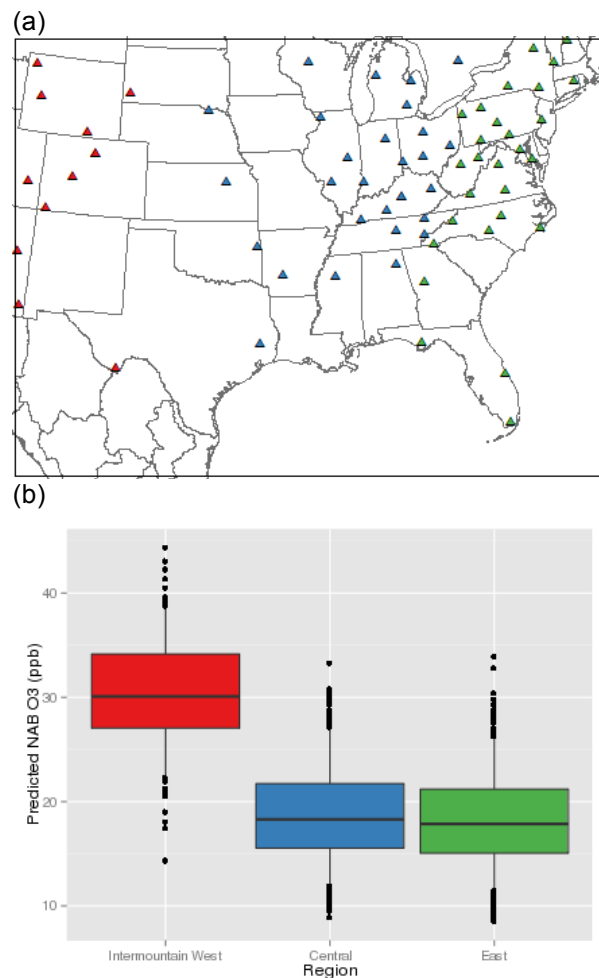 (a)
(b)
Predicted NAB O3 (ppb)
40
30
20
10
Intermountain West Central East
Region